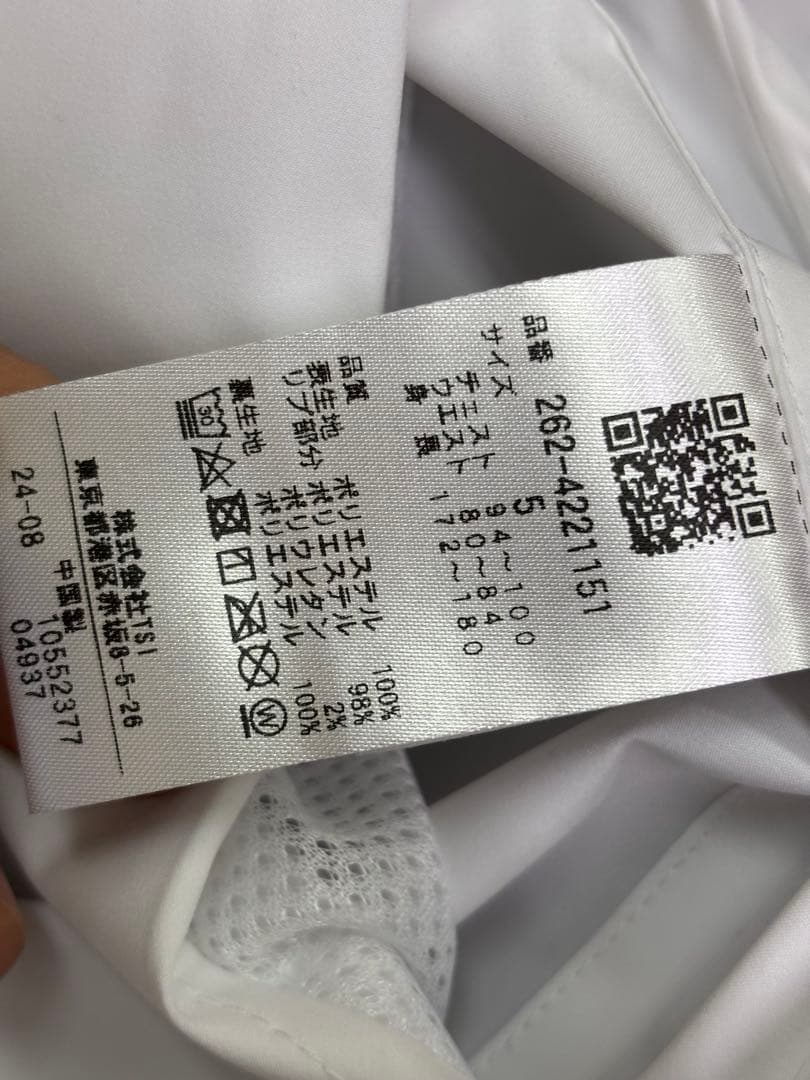 品番 262-4221151
サイズ 5
チェスト 94~100
ウエスト 80~84
身長 172~180
品質
表生地 ポリエステル 100%
リブ部分 ポリエステル 98%
ポリウレタン 2%
裏生地 ポリエステル 100%
30
W
株式会社TSI
東京都港区赤坂8-5-26
中国製
10552377
24-08 04937